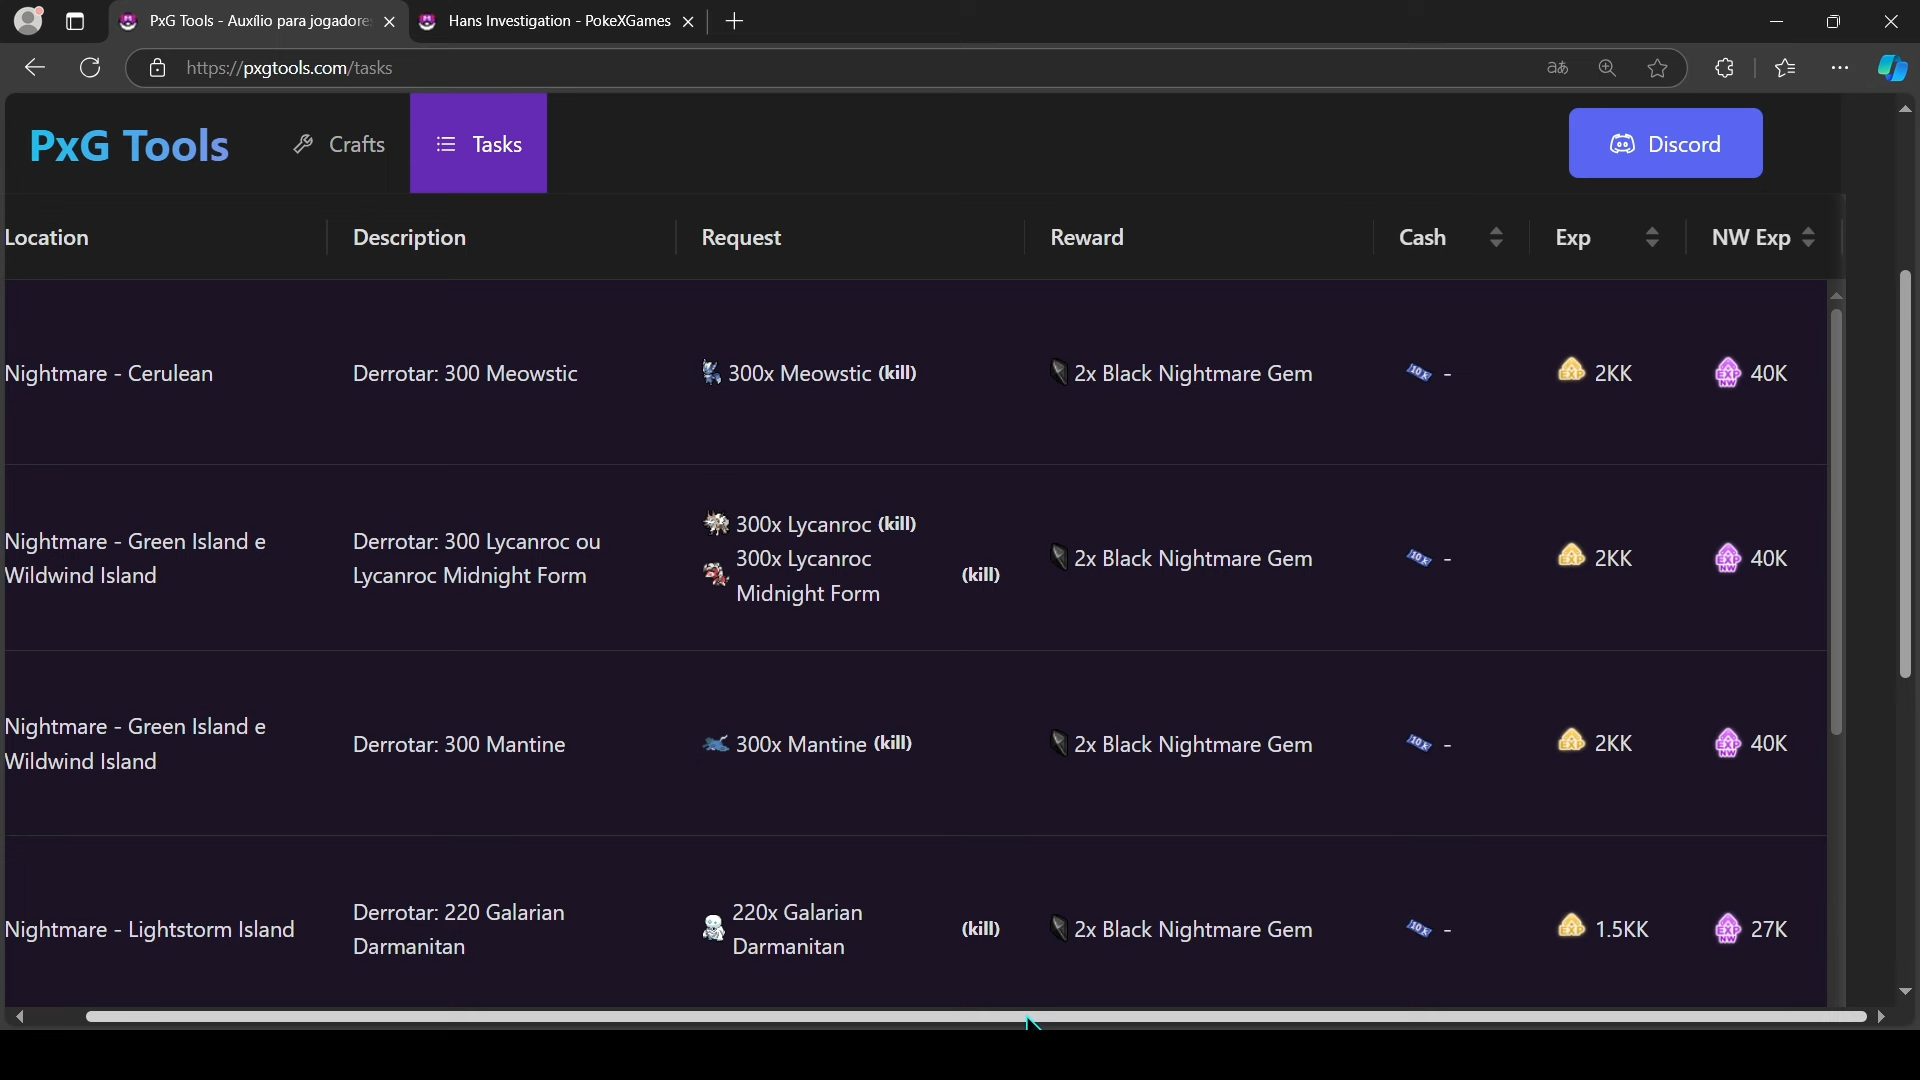 PxG Tools - Auxílio para jogadore
Hans Investigation - PokeXGames
https://pxgtools.com/tasks
PxG Tools
Crafts
Tasks
Discord
Location
Description
Request
Reward
Cash
Exp
NW Exp
Nightmare - Cerulean
Derrotar: 300 Meowstic
300x Meowstic (kill)
2x Black Nightmare Gem
-
2KK
40K
Nightmare - Green Island e
Wildwind Island
Derrotar: 300 Lycanroc ou
Lycanroc Midnight Form
300x Lycanroc (kill)
300x Lycanroc
Midnight Form
(kill)
2x Black Nightmare Gem
-
2KK
40K
Nightmare - Green Island e
Wildwind Island
Derrotar: 300 Mantine
300x Mantine (kill)
2x Black Nightmare Gem
-
2KK
40K
Nightmare - Lightstorm Island
Derrotar: 220 Galarian
Darmanitan
220x Galarian
Darmanitan
(kill)
2x Black Nightmare Gem
-
1.5KK
27K